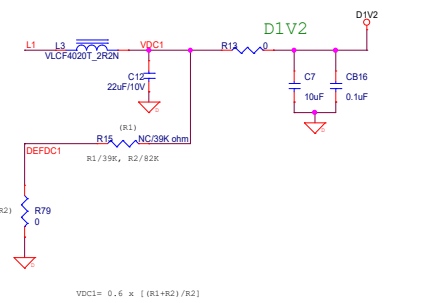 D1V2
D1V2
L1
L3
VDC1
R13
0
VLCF4020T_2R2N
C12
22uF/10V
C7
CB16
10uF
0.1uF
(R1)
R15
NC/39K ohm
DEFDC1
R1/39K, R2/82K
R2)
R79
0
VDC1= 0.6 x [(R1+R2)/R2]